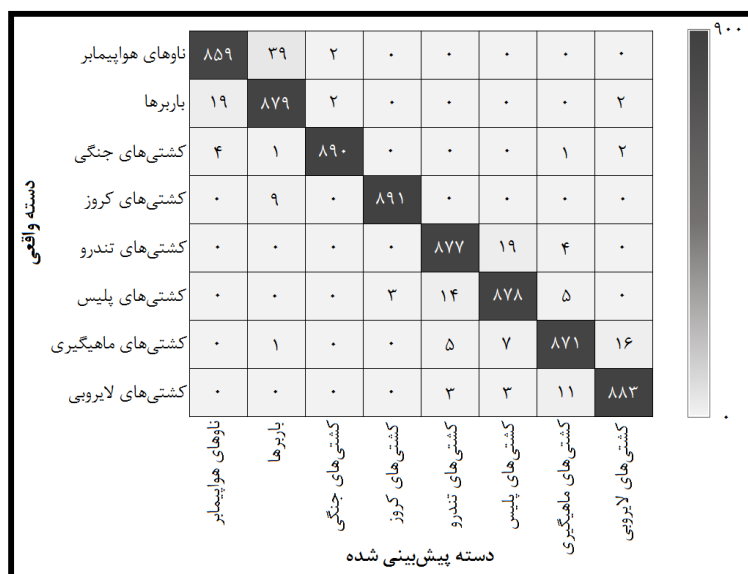 ۹۰۰
ناوهای هواپیمابر ۸۵۹ ۳۹ ۲ ۰ ۰ ۰ ۰ ۰
باربرها ۱۹ ۸۷۹ ۲ ۰ ۰ ۰ ۰ ۲
کشتی‌های جنگی ۴ ۱ ۸۹۰ ۰ ۰ ۰ ۱ ۲
کشتی‌های کروز ۰ ۹ ۰ ۸۹۱ ۰ ۰ ۰ ۰
کشتی‌های تندرو ۰ ۰ ۰ ۰ ۸۷۷ ۱۹ ۴ ۰
کشتی‌های پلیس ۰ ۰ ۰ ۳ ۱۴ ۸۷۸ ۵ ۰
کشتی‌های ماهیگیری ۰ ۱ ۰ ۰ ۵ ۷ ۸۷۱ ۱۶
کشتی‌های لایروبی ۰ ۰ ۰ ۰ ۳ ۳ ۱۱ ۸۸۳
۰
دسته واقعی
ناوهای هواپیمابر
باربرها
کشتی‌های جنگی
کشتی‌های کروز
کشتی‌های تندرو
کشتی‌های پلیس
کشتی‌های ماهیگیری
کشتی‌های لایروبی
دسته پیش‌بینی شده